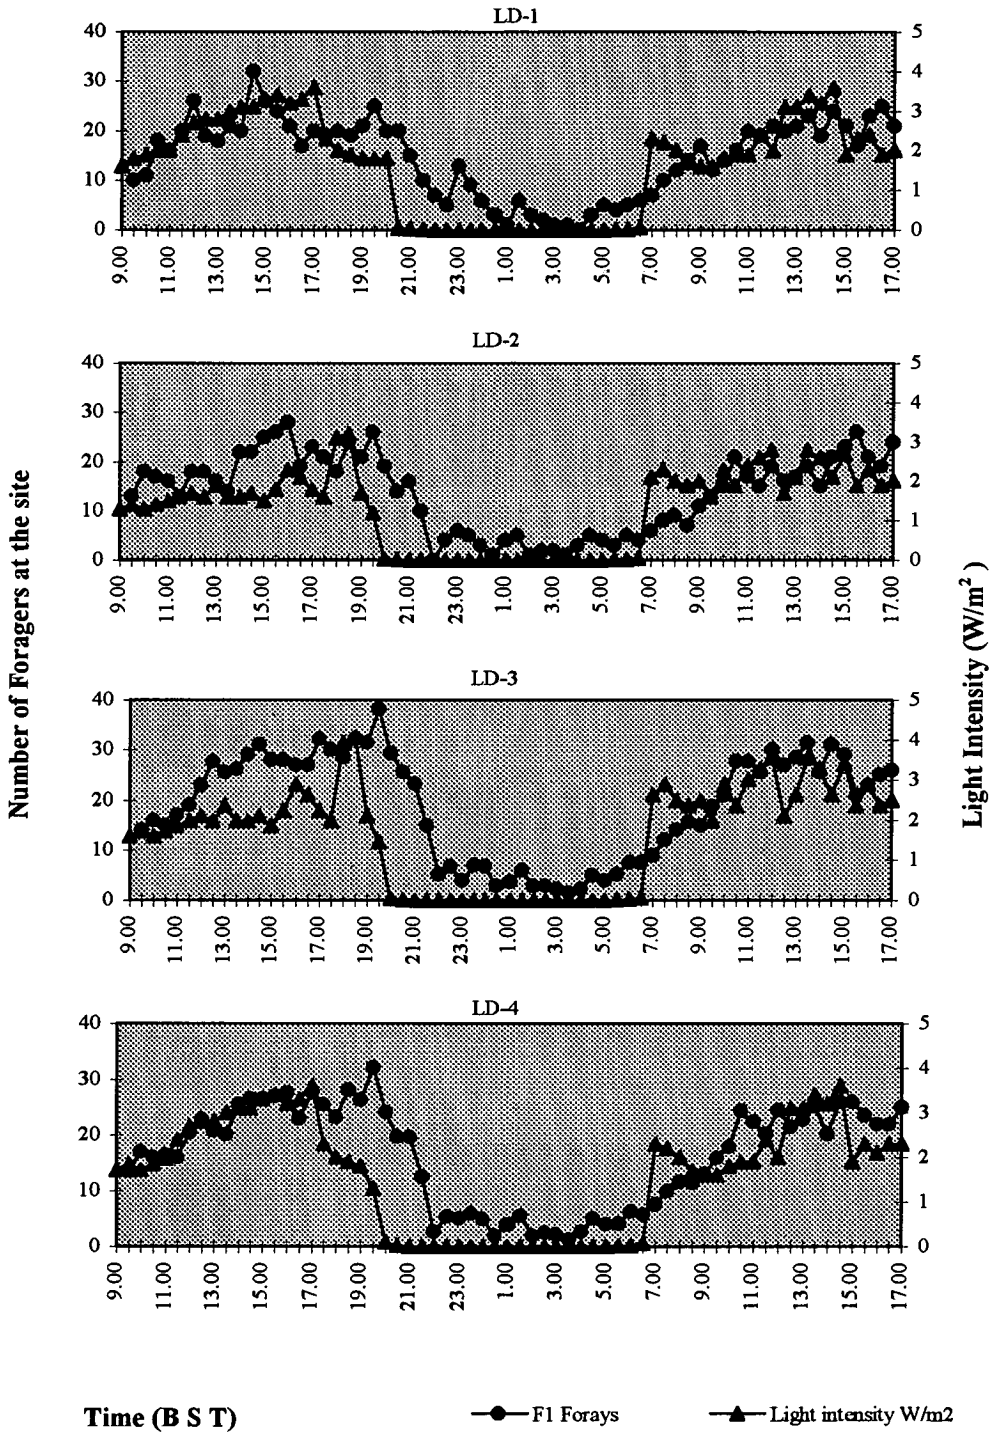 LD-1
40 5
30 4
20 3
10 2
0 1
0
9.00 11.00 13.00 15.00 17.00 19.00 21.00 23.00 1.00 3.00 5.00 7.00 9.00 11.00 13.00 15.00 17.00
LD-2
40 5
30 4
20 3
10 2
0 1
0
9.00 11.00 13.00 15.00 17.00 19.00 21.00 23.00 1.00 3.00 5.00 7.00 9.00 11.00 13.00 15.00 17.00
Number of Foragers at the site
Light Intensity (W/m²)
LD-3
40 5
30 4
20 3
10 2
0 1
0
9.00 11.00 13.00 15.00 17.00 19.00 21.00 23.00 1.00 3.00 5.00 7.00 9.00 11.00 13.00 15.00 17.00
LD-4
40 5
30 4
20 3
10 2
0 1
0
9.00 11.00 13.00 15.00 17.00 19.00 21.00 23.00 1.00 3.00 5.00 7.00 9.00 11.00 13.00 15.00 17.00
Time (B S T) F1 Forays Light intensity W/m2